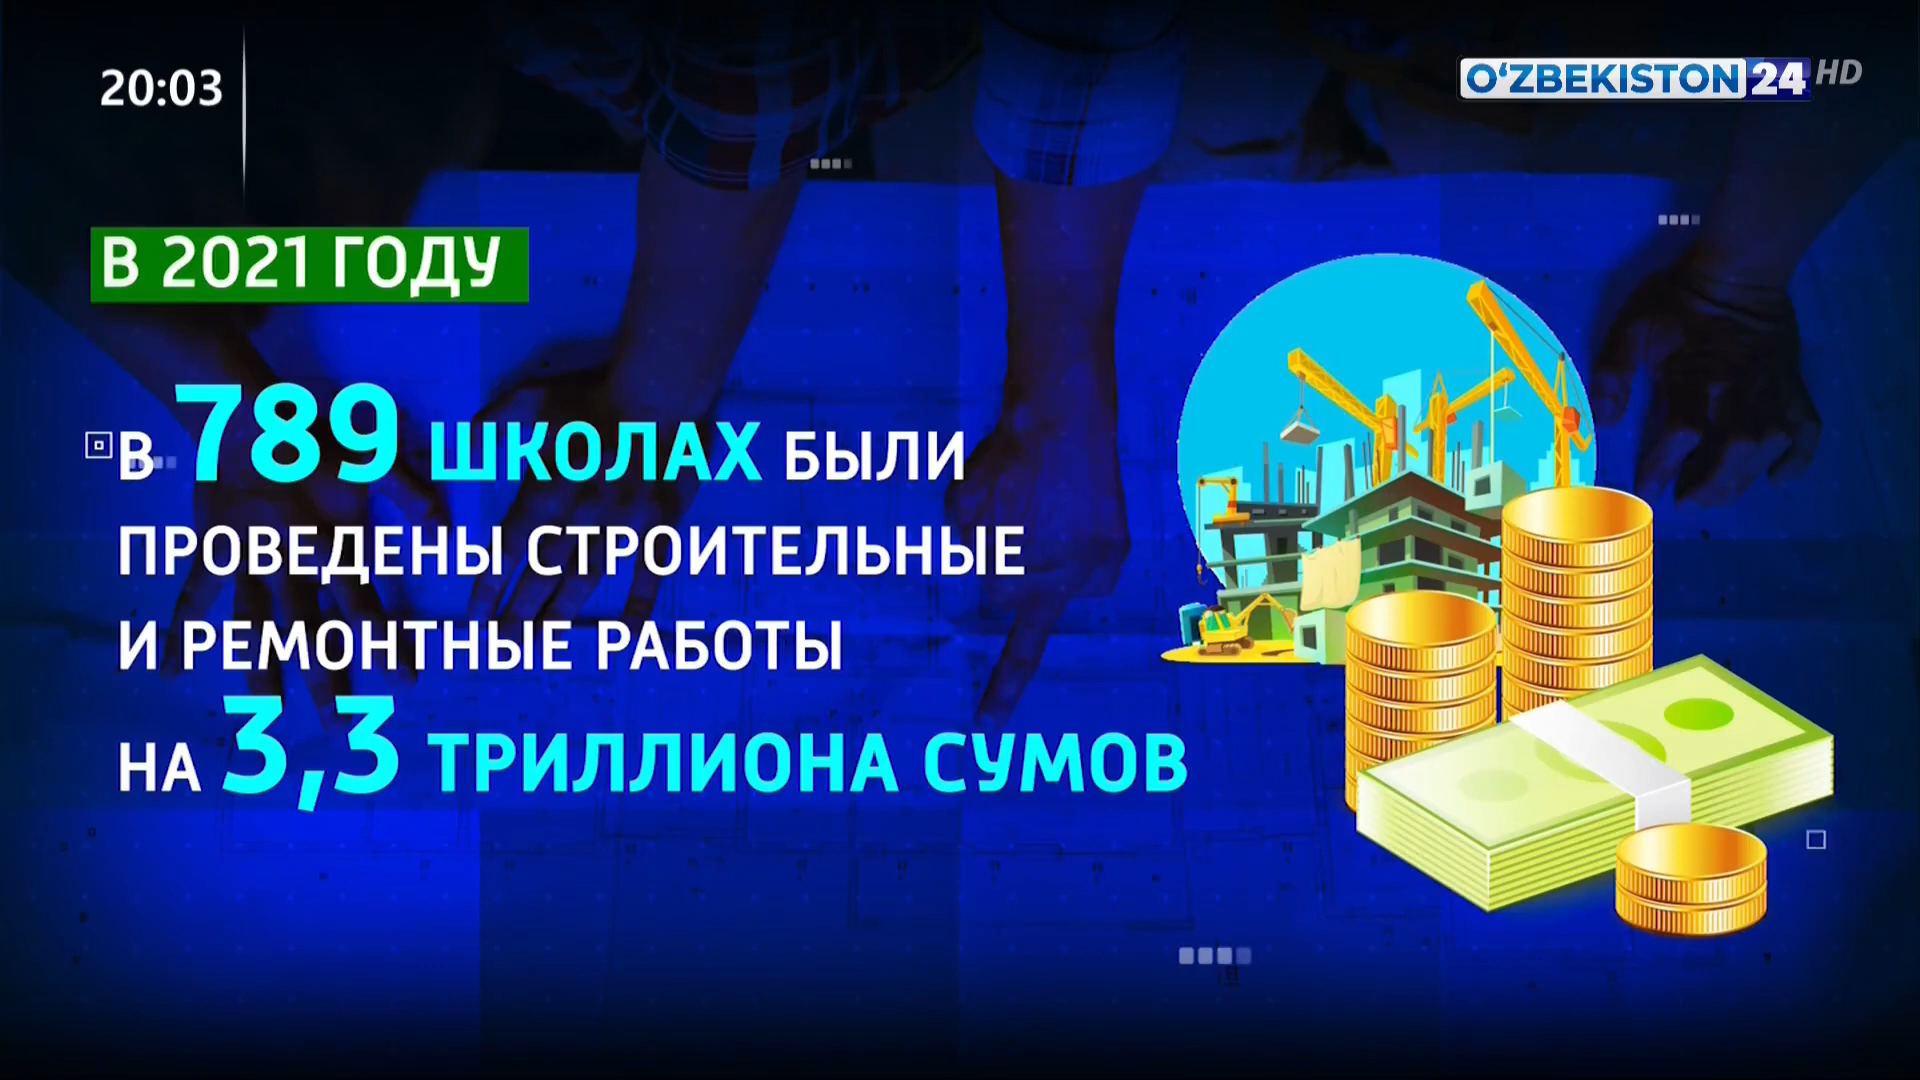 20:03
O‘ZBEKISTON 24 HD
В 2021 ГОДУ
В 789 ШКОЛАХ БЫЛИ
ПРОВЕДЕНЫ СТРОИТЕЛЬНЫЕ
И РЕМОНТНЫЕ РАБОТЫ
НА 3,3 ТРИЛЛИОНА СУМОВ